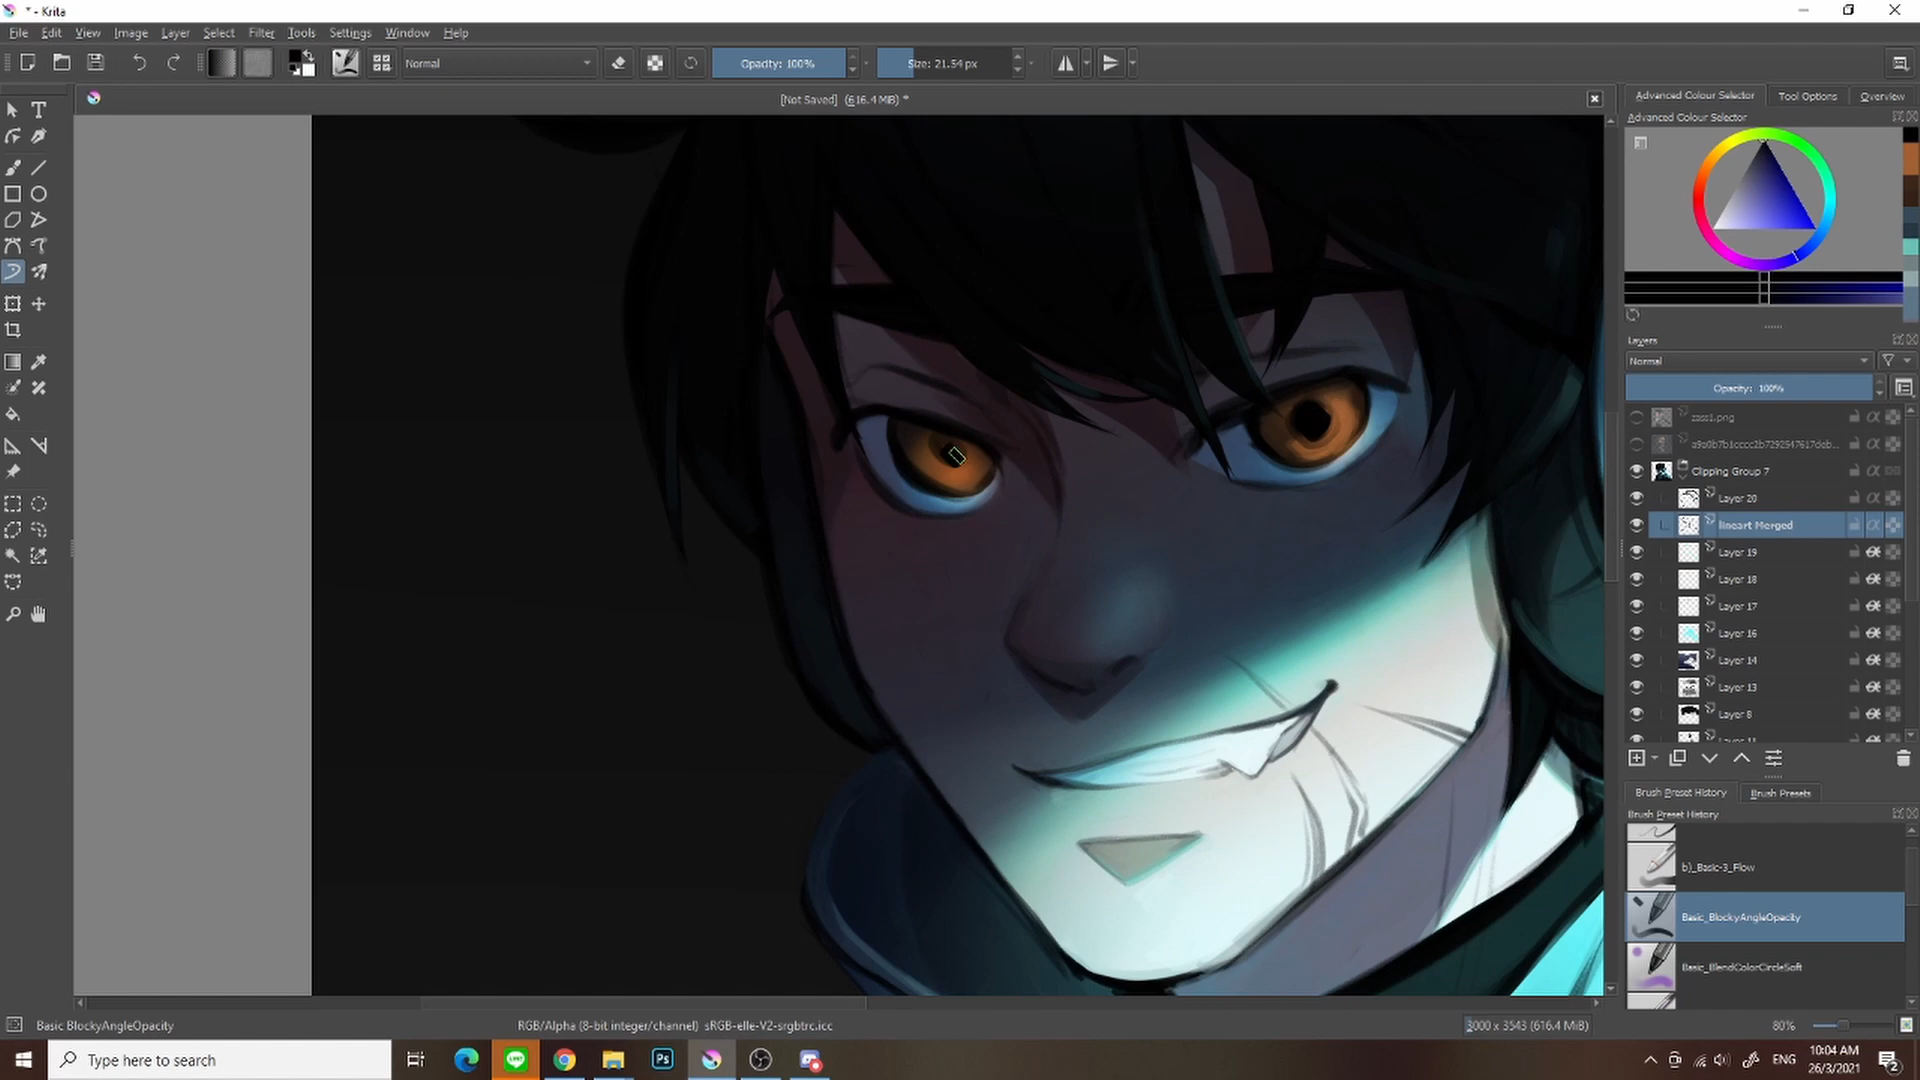 * - Krita
File Edit View Image Layer Select Filter Tools Settings Window Help
Normal
Opacity: 100%
Size: 21.54 px
[Not Saved] (616.4 MiB) *
Advanced Colour Selector
Tool Options
Overview
Advanced Colour Selector
Layers
Normal
Opacity: 100%
zass1.png
Clipping Group 7
Layer 20
lineart Merged
Layer 19
Layer 18
Layer 17
Layer 16
Layer 14
Layer 13
Layer 8
Brush Preset History
Brush Presets
Brush Preset History
b)_Basic-3_Flow
Basic_BlockyAngleOpacity
Basic_BlendColorCircleSoft
Basic BlockyAngleOpacity
RGB/Alpha (8-bit integer/channel) sRGB-elle-V2-srgbtrc.icc
3000 x 3543 (616.4 MiB)
80%
Type here to search
LINE
Ps
ENG
10:04 AM
26/3/2021
2